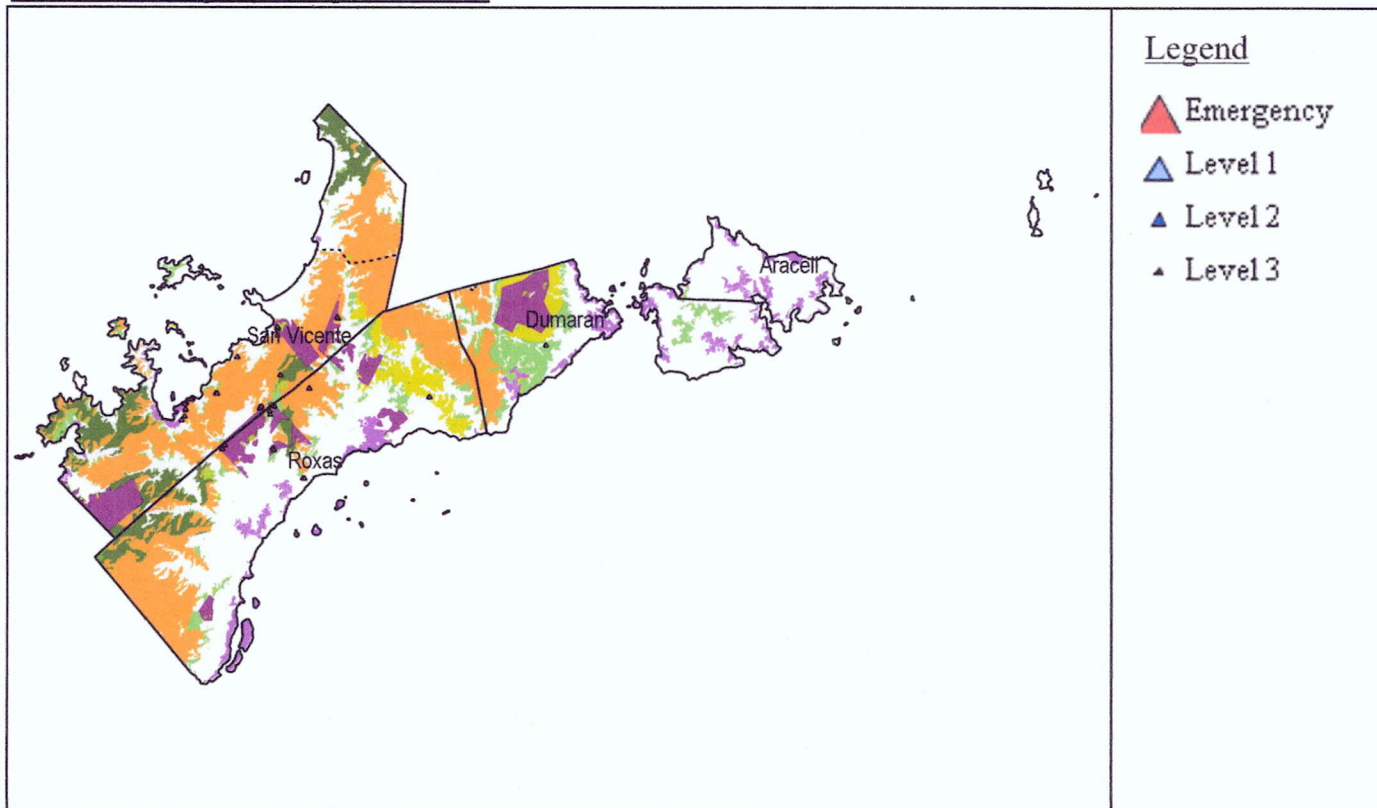 Legend
Emergency
Level 1
Level 2
Level 3
Araceli
San Vicente
Dumaran
Roxas